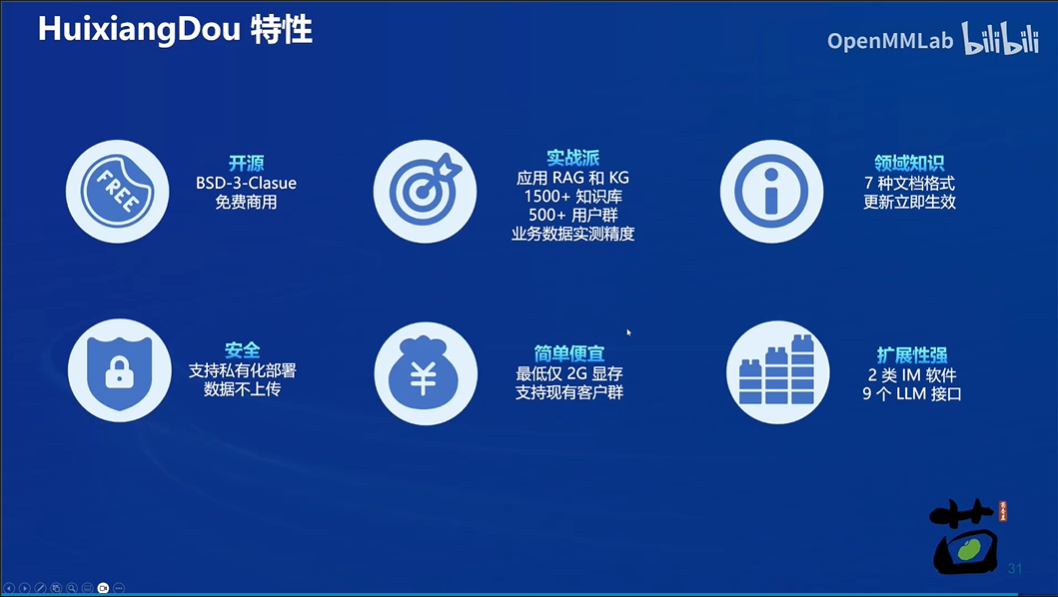 HuixiangDou 特性
OpenMMLab bilibili
FREE
开源
BSD-3-Clasue
免费商用
实战派
应用 RAG 和 KG
1500+ 知识库
500+ 用户群
业务数据实测精度
领域知识
7 种文档格式
更新立即生效
安全
支持私有化部署
数据不上传
¥
简单便宜
最低仅 2G 显存
支持现有客户群
扩展性强
2 类 IM 软件
9 个 LLM 接口
31